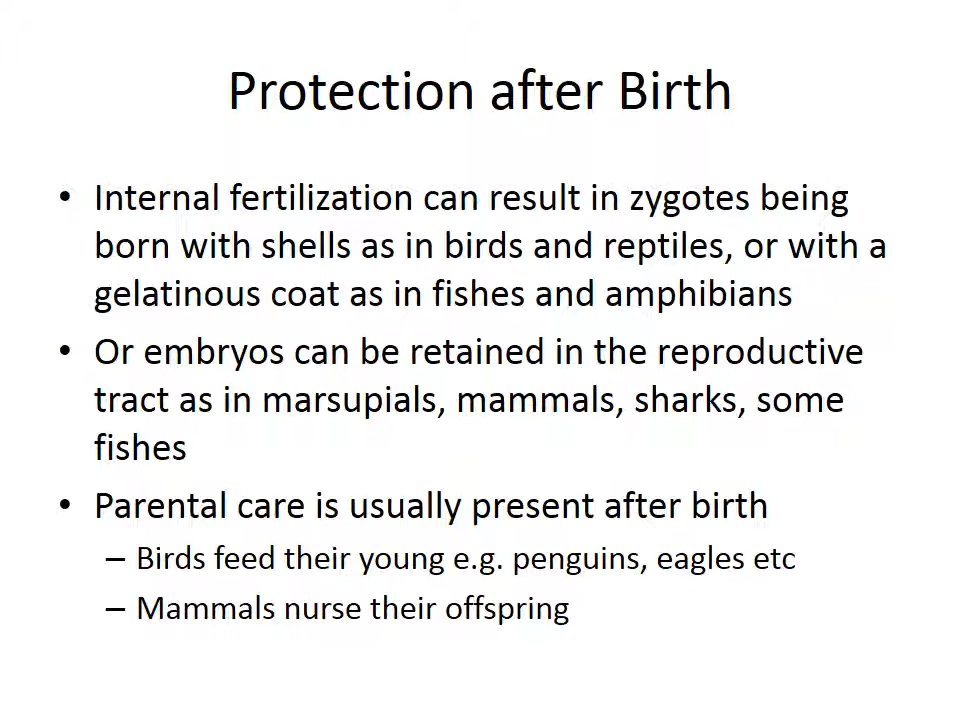 Protection after Birth
• Internal fertilization can result in zygotes being
born with shells as in birds and reptiles, or with a
gelatinous coat as in fishes and amphibians
• Or embryos can be retained in the reproductive
tract as in marsupials, mammals, sharks, some
fishes
• Parental care is usually present after birth
– Birds feed their young e.g. penguins, eagles etc
– Mammals nurse their offspring